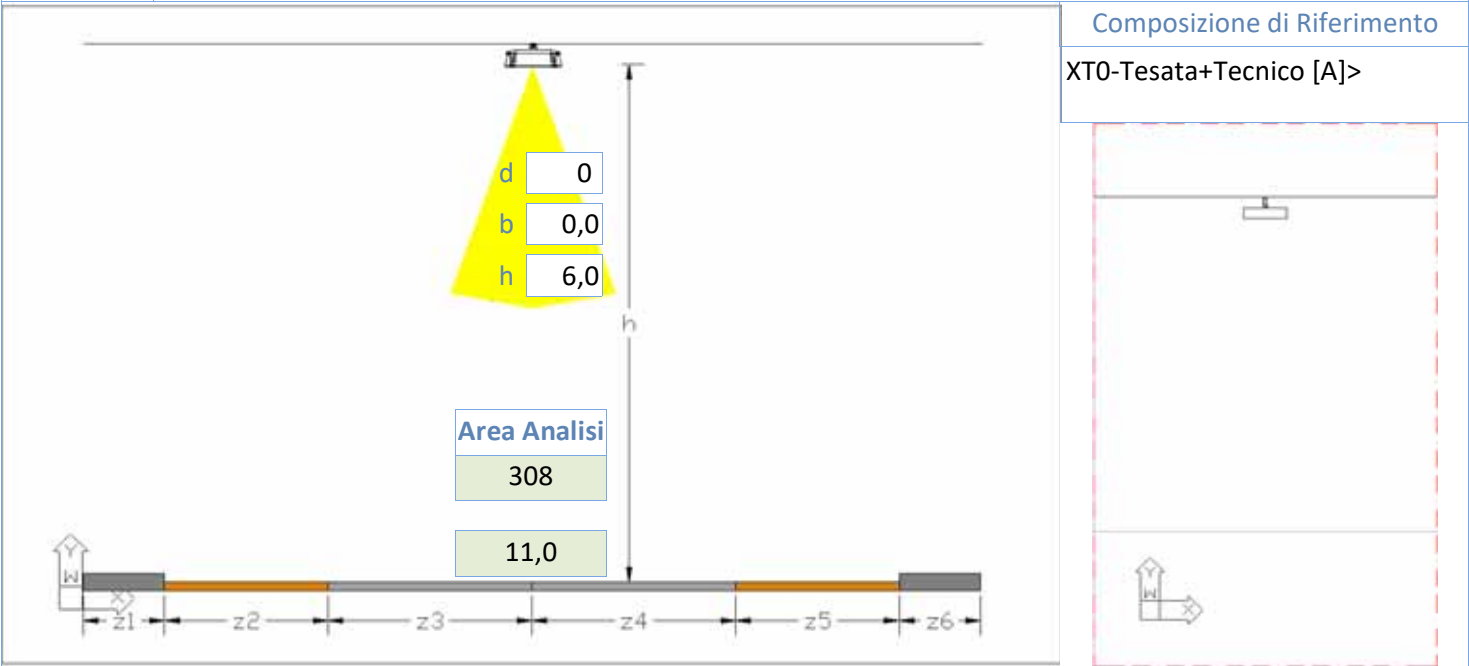 Composizione di Riferimento
XT0-Tesata+Tecnico [A]>
d 0
b 0,0
h 6,0
h
Area Analisi
308
11,0
Y
W
X
z1 z2 z3 z4 z5 z6
Y
W
X